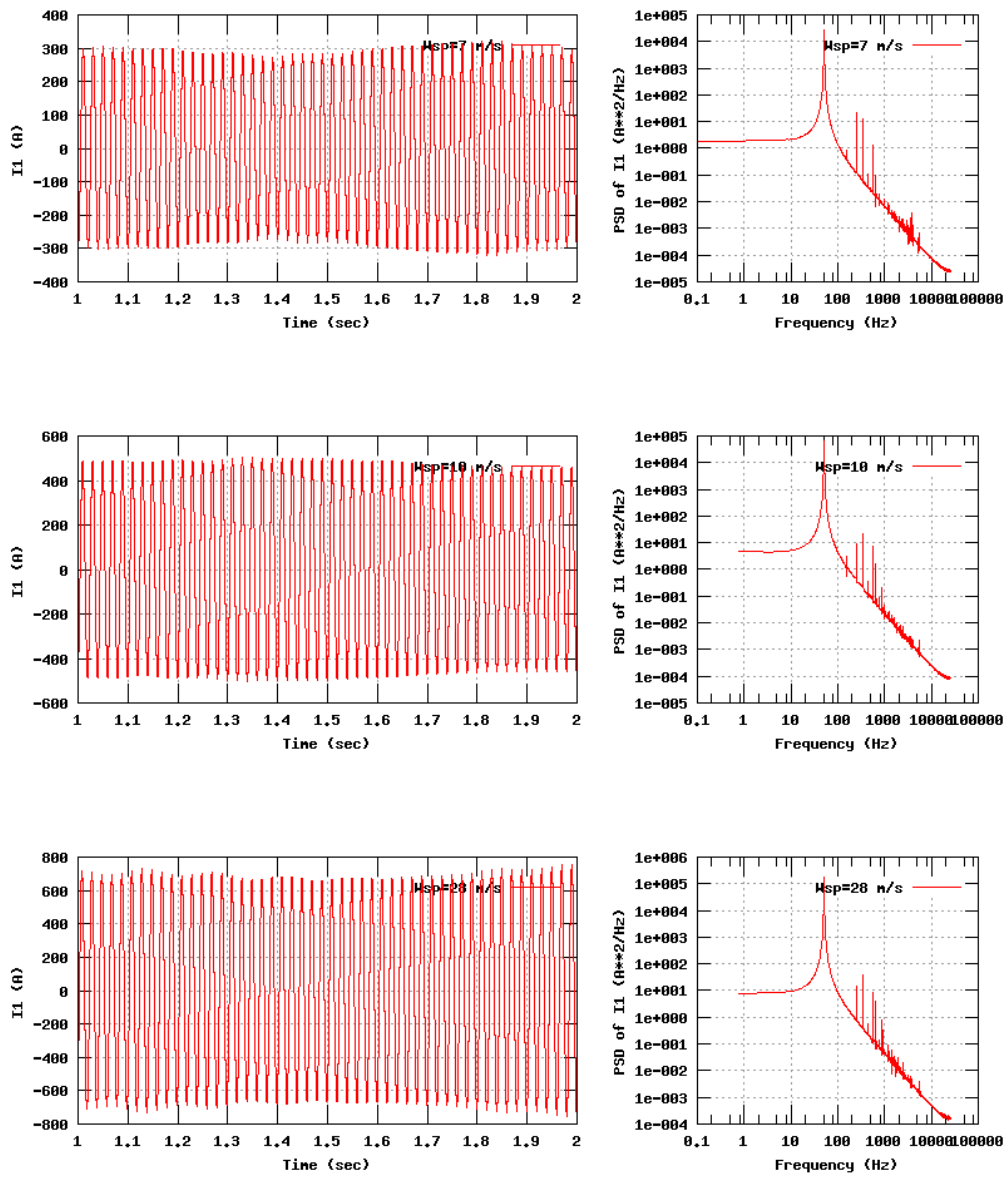 400
300
200
100
0
-100
-200
-300
-400
I1 (A)
Wsp=7 m/s
1 1.1 1.2 1.3 1.4 1.5 1.6 1.7 1.8 1.9 2
Time (sec)
1e+005
1e+004
1e+003
1e+002
1e+001
1e+000
1e-001
1e-002
1e-003
1e-004
1e-005
PSD of I1 (A**2/Hz)
Wsp=7 m/s
0.1 1 10 100 1000 10000 100000
Frequency (Hz)
600
400
200
0
-200
-400
-600
I1 (A)
Wsp=10 m/s
1 1.1 1.2 1.3 1.4 1.5 1.6 1.7 1.8 1.9 2
Time (sec)
1e+005
1e+004
1e+003
1e+002
1e+001
1e+000
1e-001
1e-002
1e-003
1e-004
1e-005
PSD of I1 (A**2/Hz)
Wsp=10 m/s
0.1 1 10 100 1000 10000 100000
Frequency (Hz)
800
600
400
200
0
-200
-400
-600
-800
I1 (A)
Wsp=28 m/s
1 1.1 1.2 1.3 1.4 1.5 1.6 1.7 1.8 1.9 2
Time (sec)
1e+006
1e+005
1e+004
1e+003
1e+002
1e+001
1e+000
1e-001
1e-002
1e-003
1e-004
PSD of I1 (A**2/Hz)
Wsp=28 m/s
0.1 1 10 100 1000 10000 100000
Frequency (Hz)